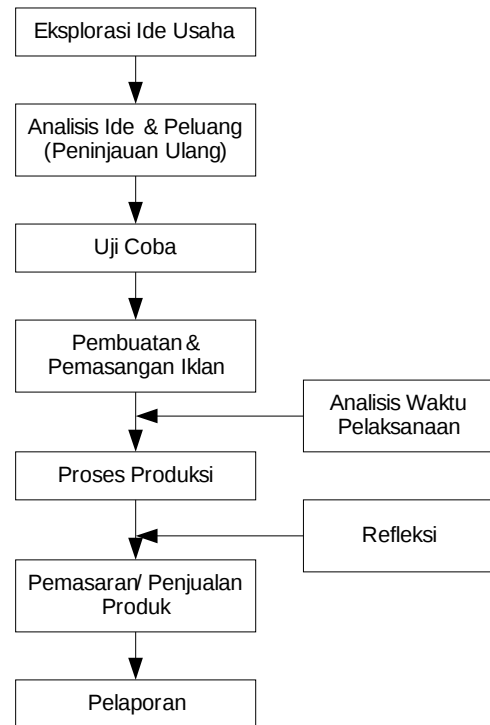 Eksplorasi Ide Usaha
Analisis Ide & Peluang
(Peninjauan Ulang)
Uji Coba
Pembuatan &
Pemasangan Iklan
Analisis Waktu
Pelaksanaan
Proses Produksi
Refleksi
Pemasaran/ Penjualan
Produk
Pelaporan